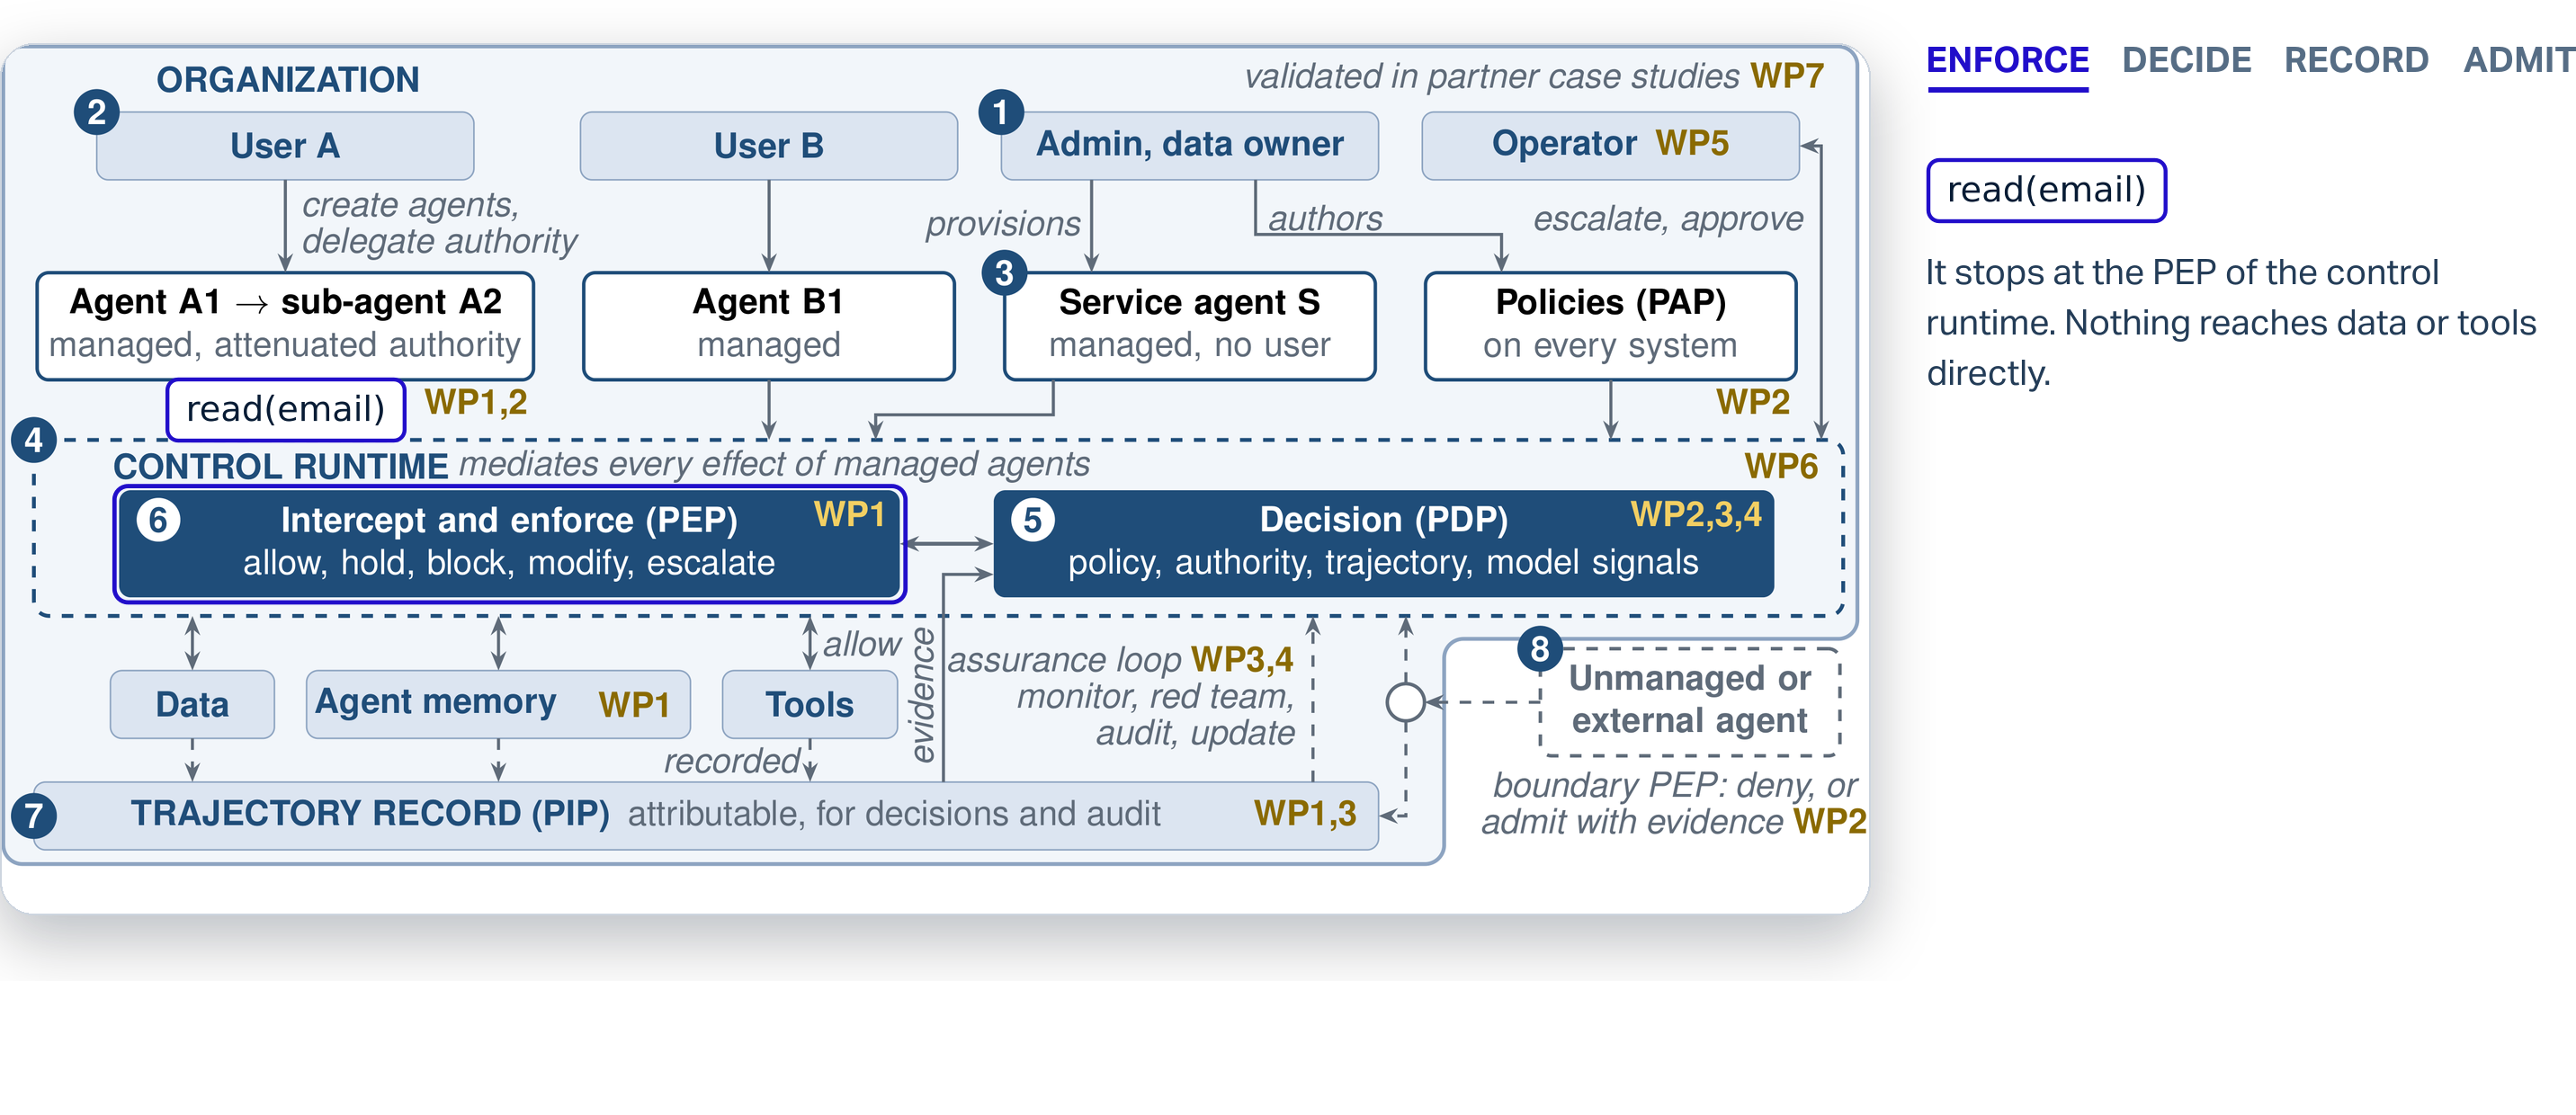 ORGANIZATION
validated in partner case studies WP7
2
User A
User B
1
Admin, data owner
Operator WP5
create agents,
delegate authority
provisions
authors
escalate, approve
Agent A1 → sub-agent A2
managed, attenuated authority
Agent B1
managed
3
Service agent S
managed, no user
Policies (PAP)
on every system
read(email)
WP1,2
WP2
4
CONTROL RUNTIME mediates every effect of managed agents
WP6
6
Intercept and enforce (PEP)
WP1
allow, hold, block, modify, escalate
5
Decision (PDP)
WP2,3,4
policy, authority, trajectory, model signals
allow
evidence
assurance loop WP3,4
monitor, red team,
audit, update
8
Unmanaged or
external agent
Data
Agent memory WP1
Tools
recorded
boundary PEP: deny, or
admit with evidence WP2
7
TRAJECTORY RECORD (PIP) attributable, for decisions and audit
WP1,3
ENFORCE DECIDE RECORD ADMIT
read(email)
It stops at the PEP of the control
runtime. Nothing reaches data or tools
directly.